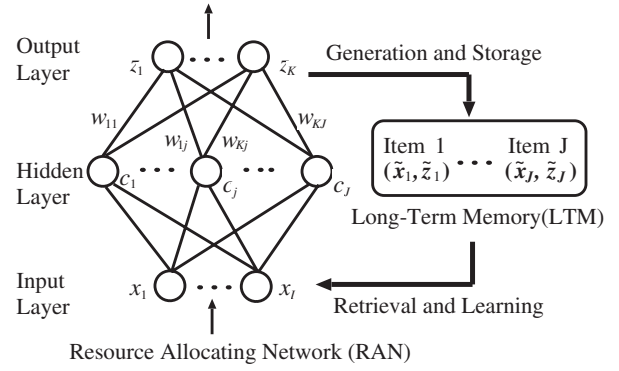 Output
Layer
z1 zK
Generation and Storage
w11 w1j wKj wKJ
Item 1 Item J
(x̃1, z̃1) (x̃J, z̃J)
Hidden
Layer
c1 cj cJ
Long-Term Memory(LTM)
Input
Layer
x1 xI
Retrieval and Learning
Resource Allocating Network (RAN)